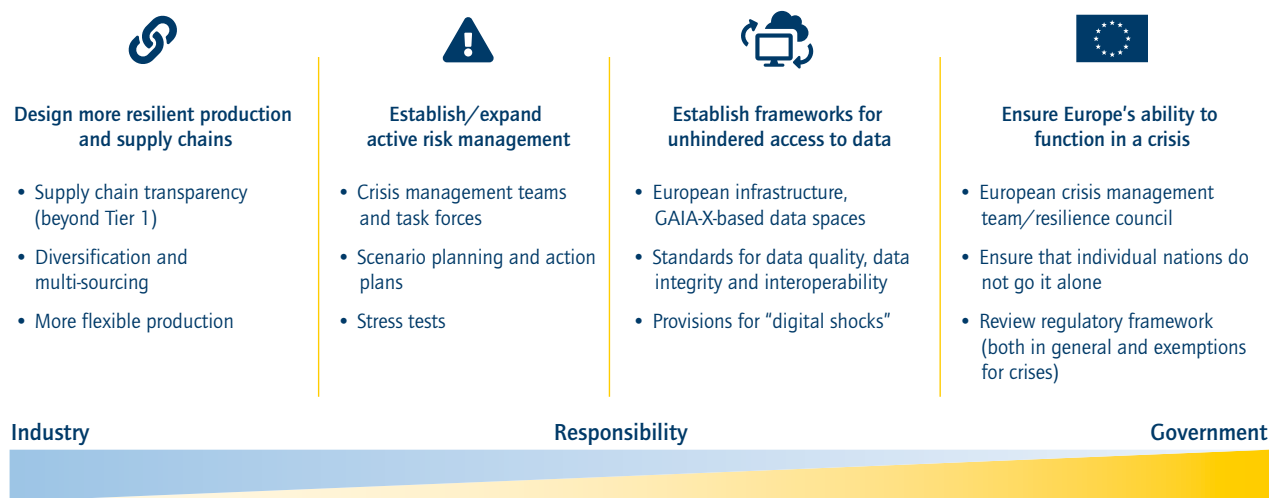 Design more resilient production
and supply chains
• Supply chain transparency
(beyond Tier 1)
• Diversification and
multi-sourcing
• More flexible production
Establish/expand
active risk management
• Crisis management teams
and task forces
• Scenario planning and action
plans
• Stress tests
Establish frameworks for
unhindered access to data
• European infrastructure,
GAIA-X-based data spaces
• Standards for data quality, data
integrity and interoperability
• Provisions for “digital shocks”
Ensure Europe’s ability to
function in a crisis
• European crisis management
team/resilience council
• Ensure that individual nations do
not go it alone
• Review regulatory framework
(both in general and exemptions
for crises)
Industry
Responsibility
Government